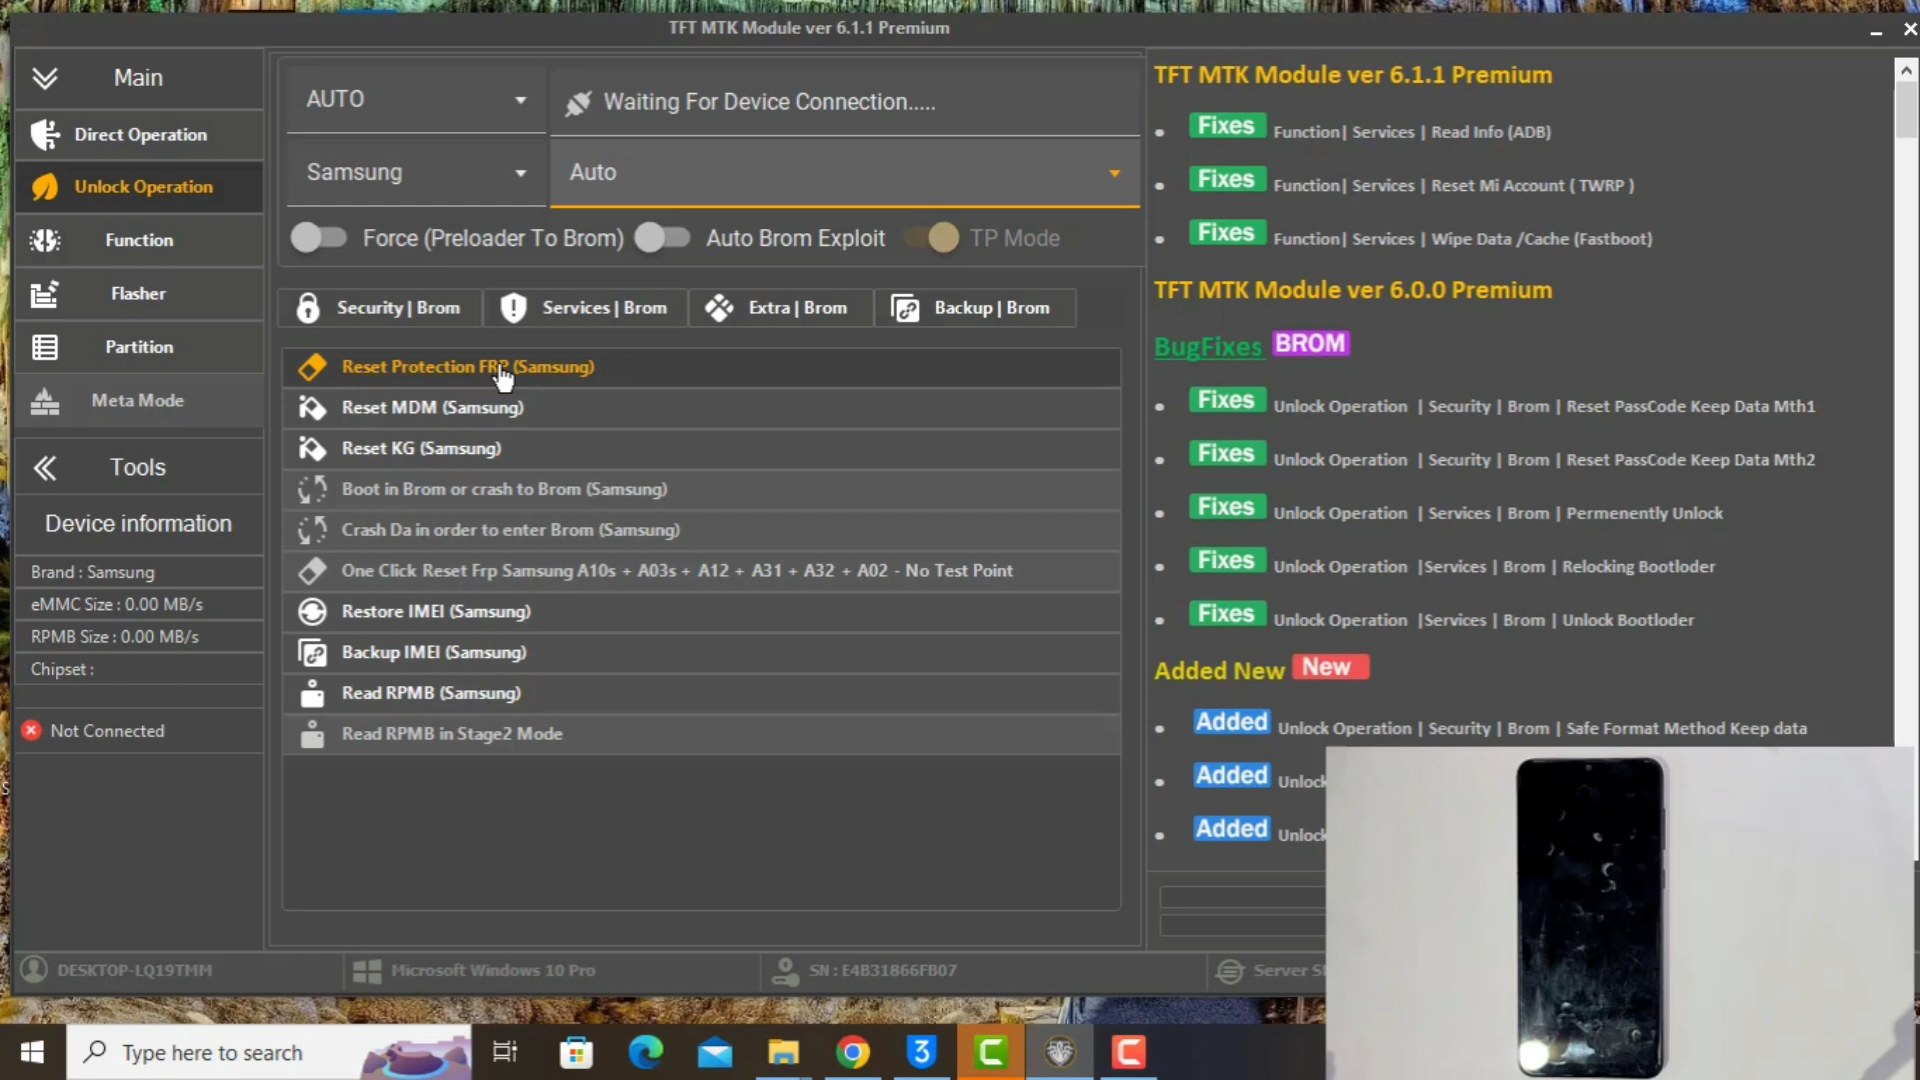 TFT MTK Module ver 6.1.1 Premium
Main
Direct Operation
Unlock Operation
Function
Flasher
Partition
Meta Mode
Tools
Device information
Brand : Samsung
eMMC Size : 0.00 MB/s
RPMB Size : 0.00 MB/s
Chipset :
Not Connected
AUTO
Waiting For Device Connection.....
Samsung
Auto
Force (Preloader To Brom)
Auto Brom Exploit
TP Mode
Security | Brom
Services | Brom
Extra | Brom
Backup | Brom
Reset Protection FRP (Samsung)
Reset MDM (Samsung)
Reset KG (Samsung)
Boot in Brom or crash to Brom (Samsung)
Crash Da in order to enter Brom (Samsung)
One Click Reset Frp Samsung A10s + A03s + A12 + A31 + A32 + A02 - No Test Point
Restore IMEI (Samsung)
Backup IMEI (Samsung)
Read RPMB (Samsung)
Read RPMB in Stage2 Mode
TFT MTK Module ver 6.1.1 Premium
Fixes Function| Services | Read Info (ADB)
Fixes Function| Services | Reset Mi Account ( TWRP )
Fixes Function| Services | Wipe Data /Cache (Fastboot)
TFT MTK Module ver 6.0.0 Premium
BugFixes BROM
Fixes Unlock Operation | Security | Brom | Reset PassCode Keep Data Mth1
Fixes Unlock Operation | Security | Brom | Reset PassCode Keep Data Mth2
Fixes Unlock Operation | Services | Brom | Permenently Unlock
Fixes Unlock Operation |Services | Brom | Relocking Bootloder
Fixes Unlock Operation |Services | Brom | Unlock Bootloder
Added New New
Added Unlock Operation | Security | Brom | Safe Format Method Keep data
Added Unlock
Added Unlock
DESKTOP-LQ19TMM
Microsoft Windows 10 Pro
SN : E4B31866FB07
Server
Type here to search
3
C
C